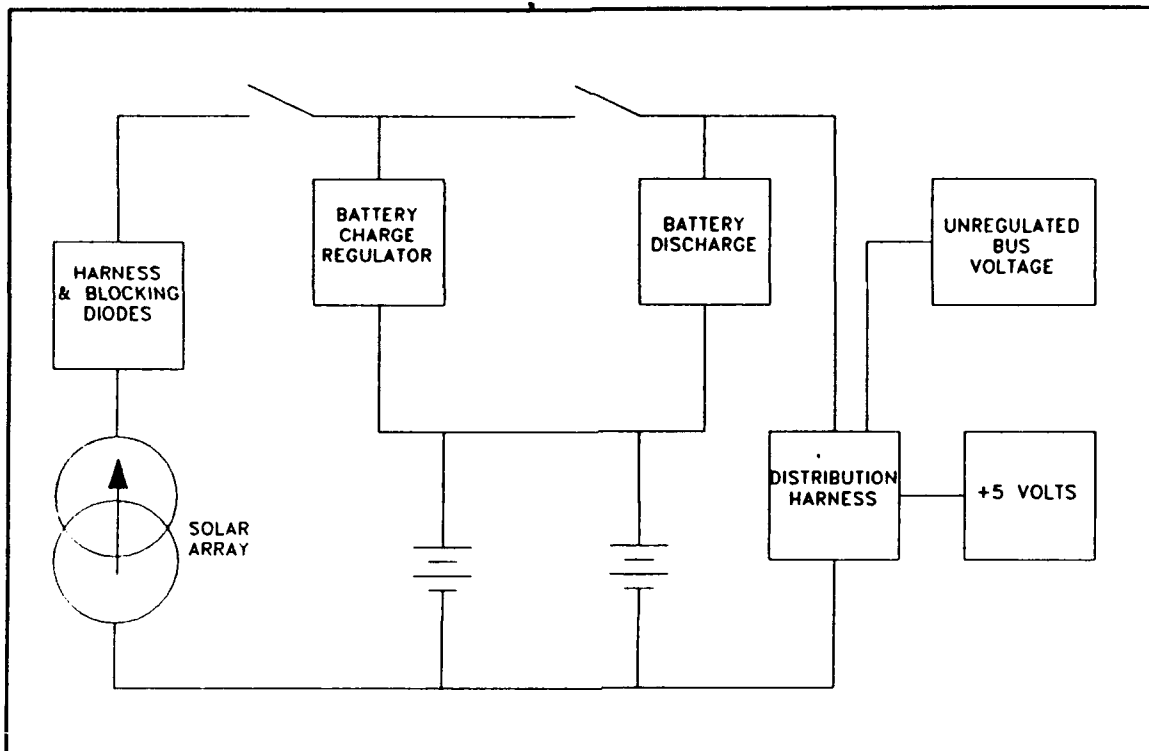 BATTERY
CHARGE
REGULATOR
BATTERY
DISCHARGE
UNREGULATED
BUS
VOLTAGE
HARNESS
& BLOCKING
DIODES
SOLAR
ARRAY
DISTRIBUTION
HARNESS
+5 VOLTS